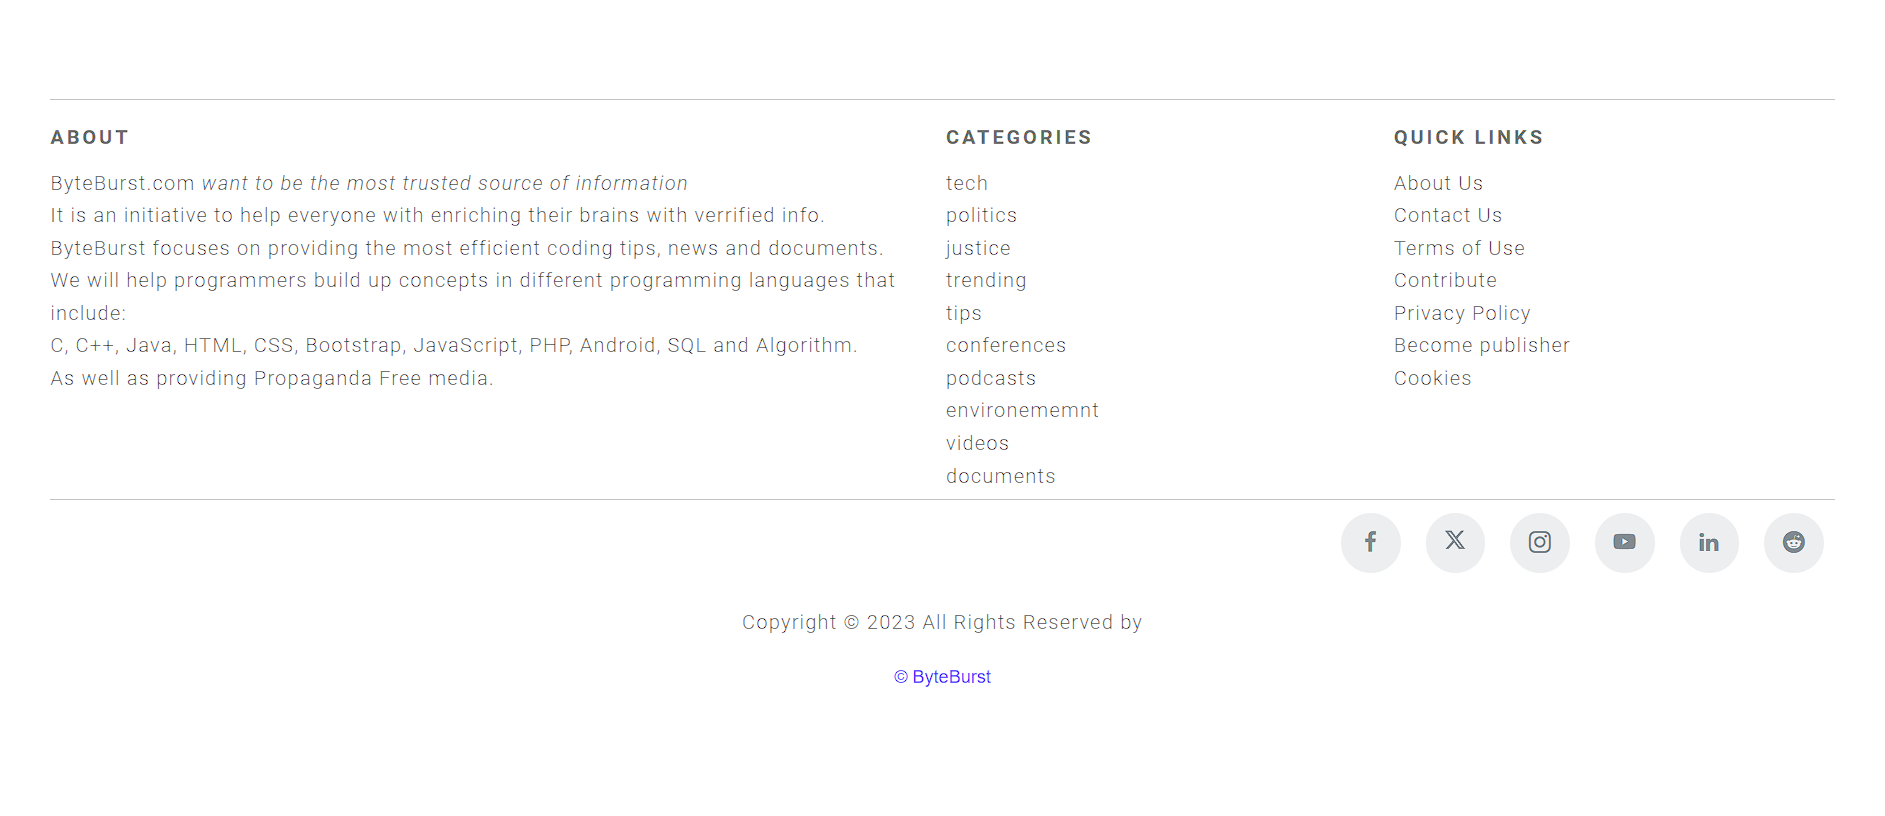 ABOUT
ByteBurst.com want to be the most trusted source of information
It is an initiative to help everyone with enriching their brains with verrified info.
ByteBurst focuses on providing the most efficient coding tips, news and documents.
We will help programmers build up concepts in different programming languages that
include:
C, C++, Java, HTML, CSS, Bootstrap, JavaScript, PHP, Android, SQL and Algorithm.
As well as providing Propaganda Free media.
CATEGORIES
tech
politics
justice
trending
tips
conferences
podcasts
environememnt
videos
documents
QUICK LINKS
About Us
Contact Us
Terms of Use
Contribute
Privacy Policy
Become publisher
Cookies
Copyright © 2023 All Rights Reserved by
© ByteBurst